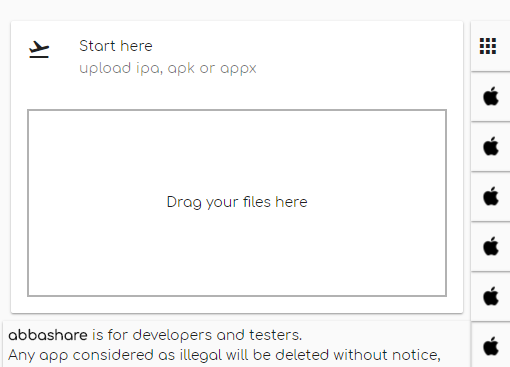 Start here
upload ipa, apk or appx
Drag your files here
abbashare is for developers and testers.
Any app considered as illegal will be deleted without notice,